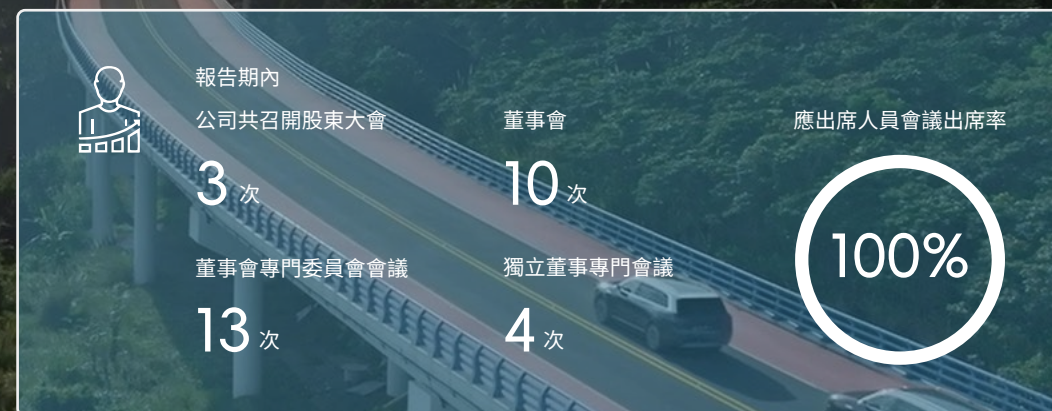 報告期內
公司共召開股東大會
3 次
董事會
10 次
應出席人員會議出席率
100%
董事會專門委員會會議
13 次
獨立董事專門會議
4 次